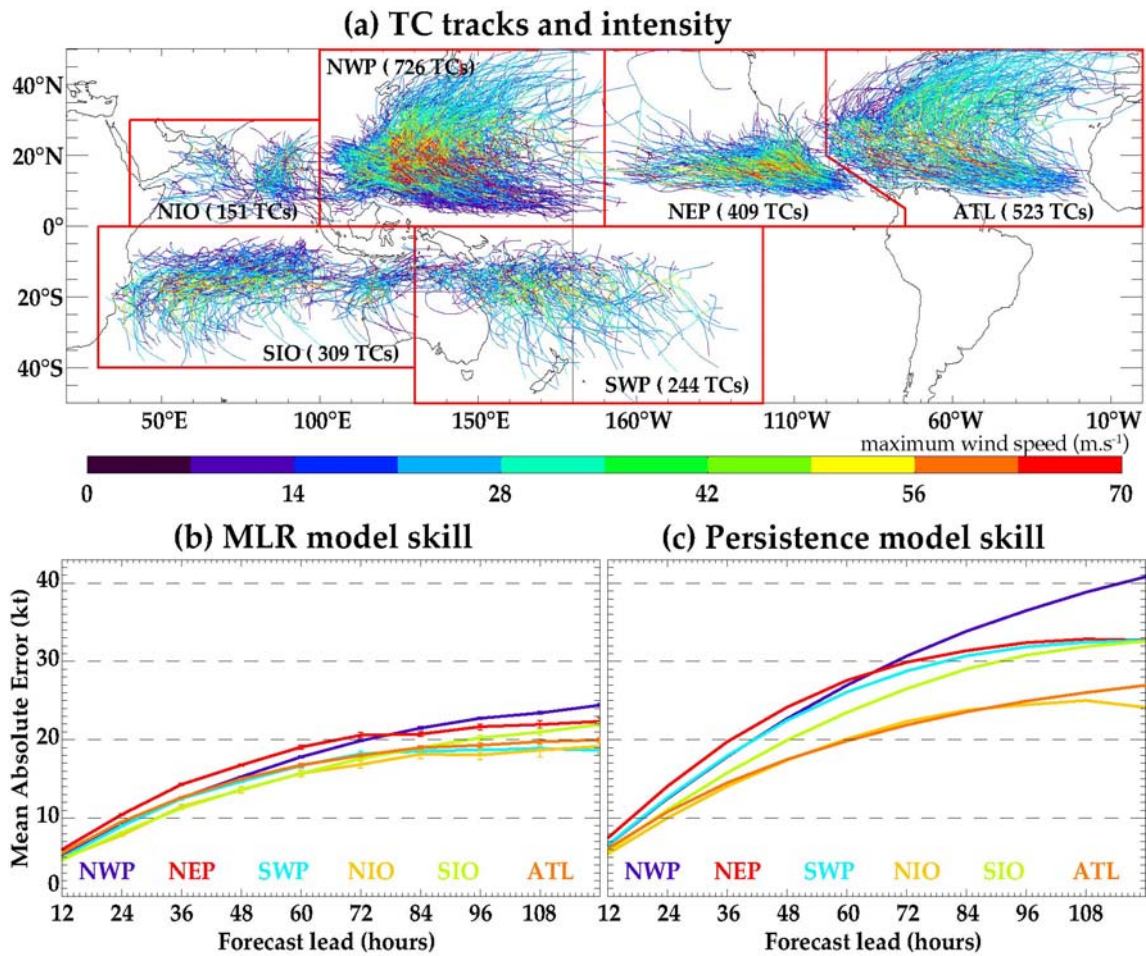 (a) TC tracks and intensity
40°N
20°N
0°
20°S
40°S
NWP ( 726 TCs)
NIO ( 151 TCs)
NEP ( 409 TCs)
ATL ( 523 TCs)
SIO ( 309 TCs)
SWP ( 244 TCs)
50°E 100°E 150°E 160°W 110°W 60°W 10°W
maximum wind speed (m.s⁻¹)
0 14 28 42 56 70
(b) MLR model skill
Mean Absolute Error (kt)
40
30
20
10
0
NWP NEP SWP NIO SIO ATL
12 24 36 48 60 72 84 96 108
Forecast lead (hours)
(c) Persistence model skill
NWP NEP SWP NIO SIO ATL
12 24 36 48 60 72 84 96 108
Forecast lead (hours)